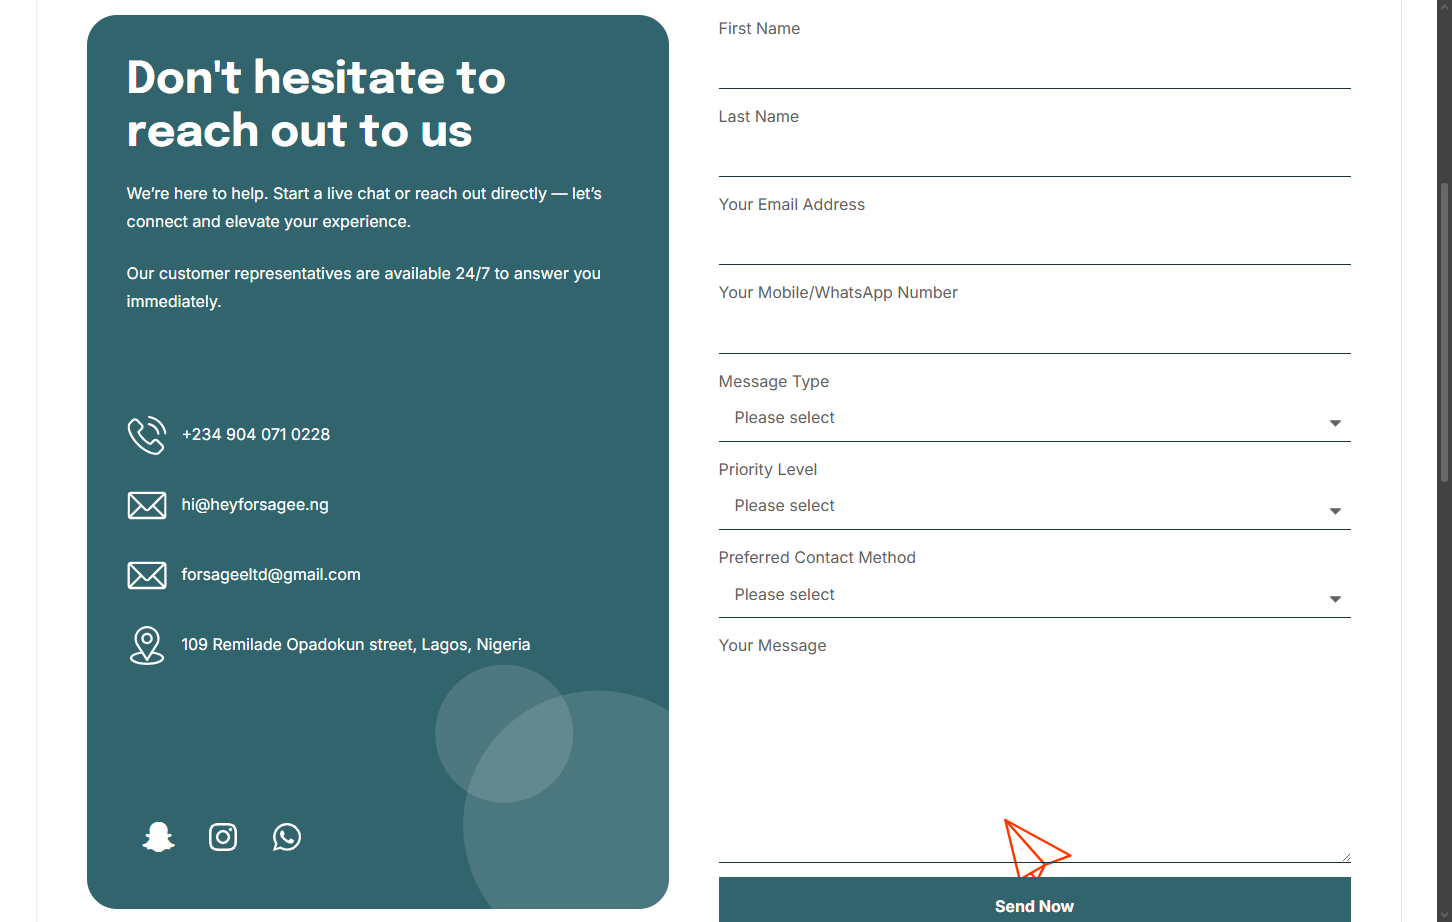 Don't hesitate to
reach out to us
We’re here to help. Start a live chat or reach out directly — let’s
connect and elevate your experience.
Our customer representatives are available 24/7 to answer you
immediately.
+234 904 071 0228
hi@heyforsagee.ng
forsageeltd@gmail.com
109 Remilade Opadokun street, Lagos, Nigeria
First Name
Last Name
Your Email Address
Your Mobile/WhatsApp Number
Message Type
Please select
Priority Level
Please select
Preferred Contact Method
Please select
Your Message
Send Now